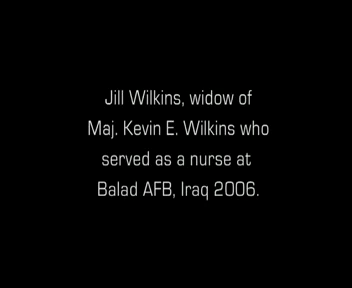 Jill Wilkins, widow of
Maj. Kevin E. Wilkins who
served as a nurse at
Balad AFB, Iraq 2006.